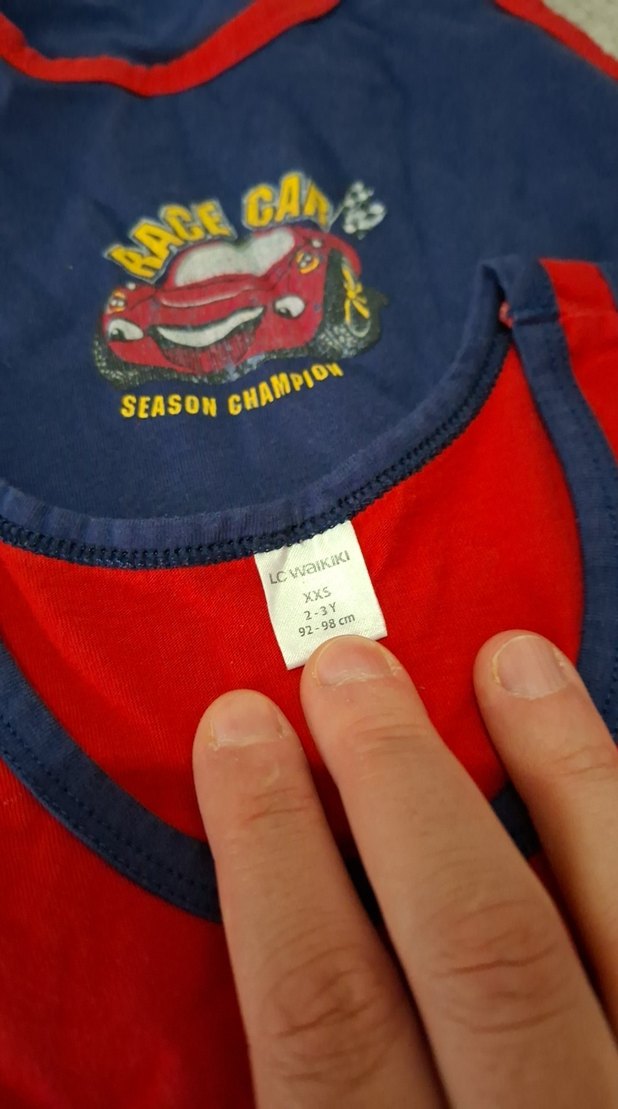 RACE CAR
SEASON CHAMPION
LC WAIKIKI
XXS
2-3 Y
92-98 cm